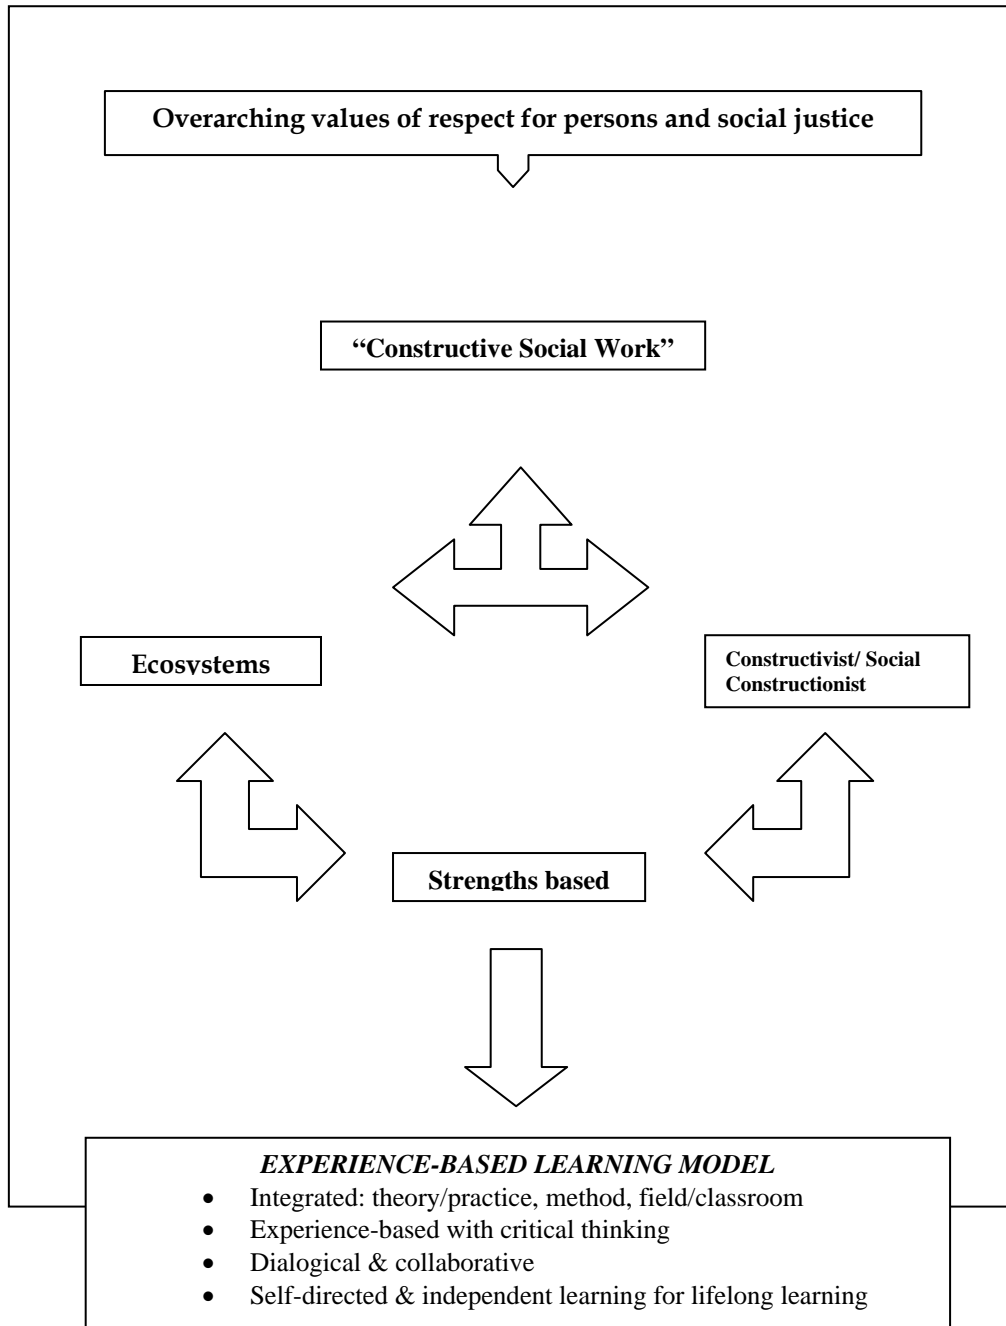 Overarching values of respect for persons and social justice
“Constructive Social Work”
Ecosystems
Constructivist/ Social
Constructionist
Strengths based
EXPERIENCE-BASED LEARNING MODEL
• Integrated: theory/practice, method, field/classroom
• Experience-based with critical thinking
• Dialogical & collaborative
• Self-directed & independent learning for lifelong learning